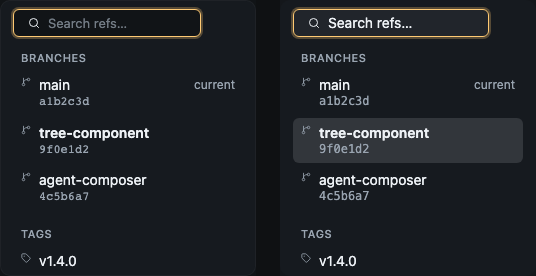 Search refs...
BRANCHES
main current
a1b2c3d
tree-component
9f0e1d2
agent-composer
4c5b6a7
TAGS
v1.4.0
Search refs...
BRANCHES
main current
a1b2c3d
tree-component
9f0e1d2
agent-composer
4c5b6a7
TAGS
v1.4.0